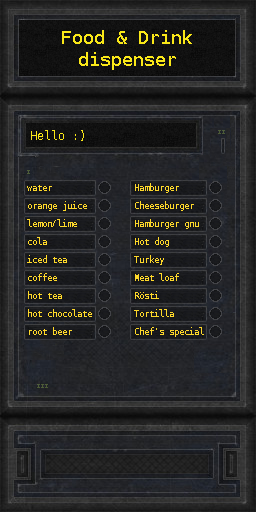 Food & Drink
dispenser
Hello :)
water
orange juice
lemon/lime
cola
iced tea
coffee
hot tea
hot chocolate
root beer
Hamburger
Cheeseburger
Hamburger gnu
Hot dog
Turkey
Meat loaf
Rösti
Tortilla
Chef's special